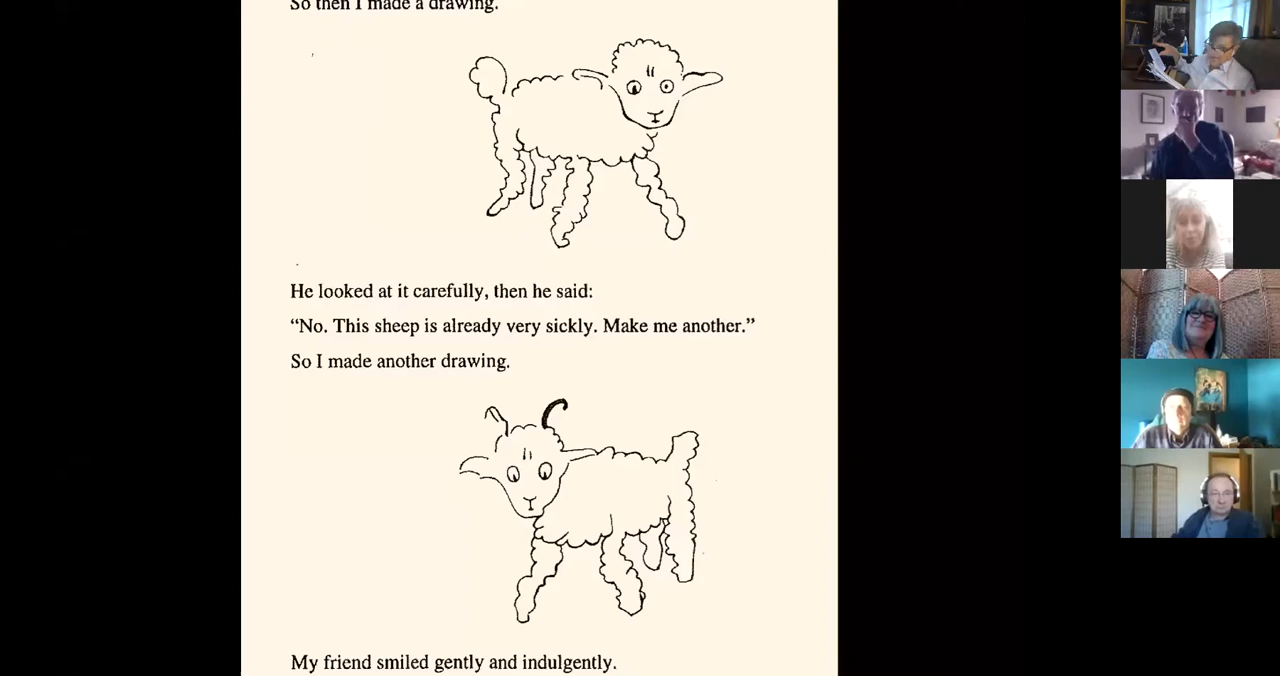 So then I made a drawing.
He looked at it carefully, then he said:
“No. This sheep is already very sickly. Make me another.”
So I made another drawing.
My friend smiled gently and indulgently.